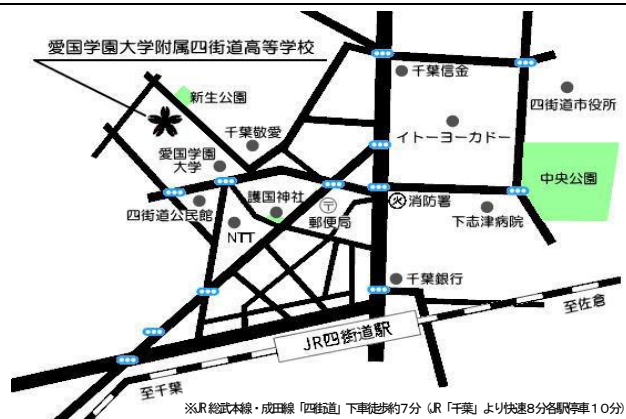 愛国学園大学附属四街道高等学校
新生公園
千葉信金
四街道市役所
千葉敬愛
イトーヨーカドー
愛国学園
大学
中央公園
護国神社
〒
郵便局
火
消防署
四街道公民館
下志津病院
NTT
千葉銀行
至佐倉
JR四街道駅
至千葉
※JR総武本線・成田線「四街道」下車徒歩約7分(JR「千葉」より快速8分各駅停車10分)